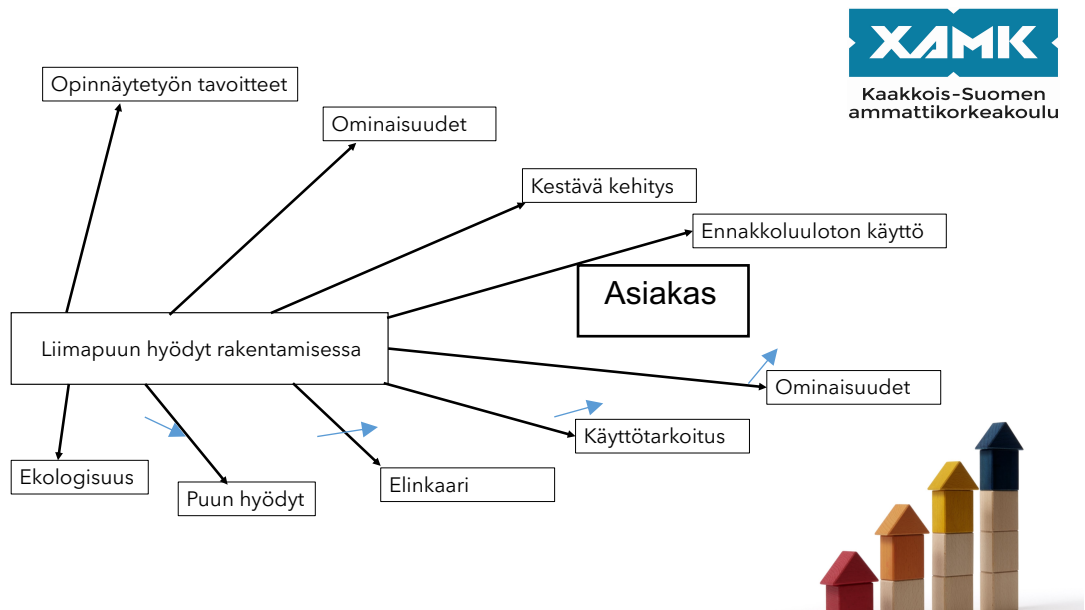 XAMK
Kaakkois-Suomen
ammattikorkeakoulu
Opinnäytetyön tavoitteet
Ominaisuudet
Kestävä kehitys
Ennakkoluuloton käyttö
Asiakas
Liimapuun hyödyt rakentamisessa
Ominaisuudet
Käyttötarkoitus
Ekologisuus
Puun hyödyt
Elinkaari